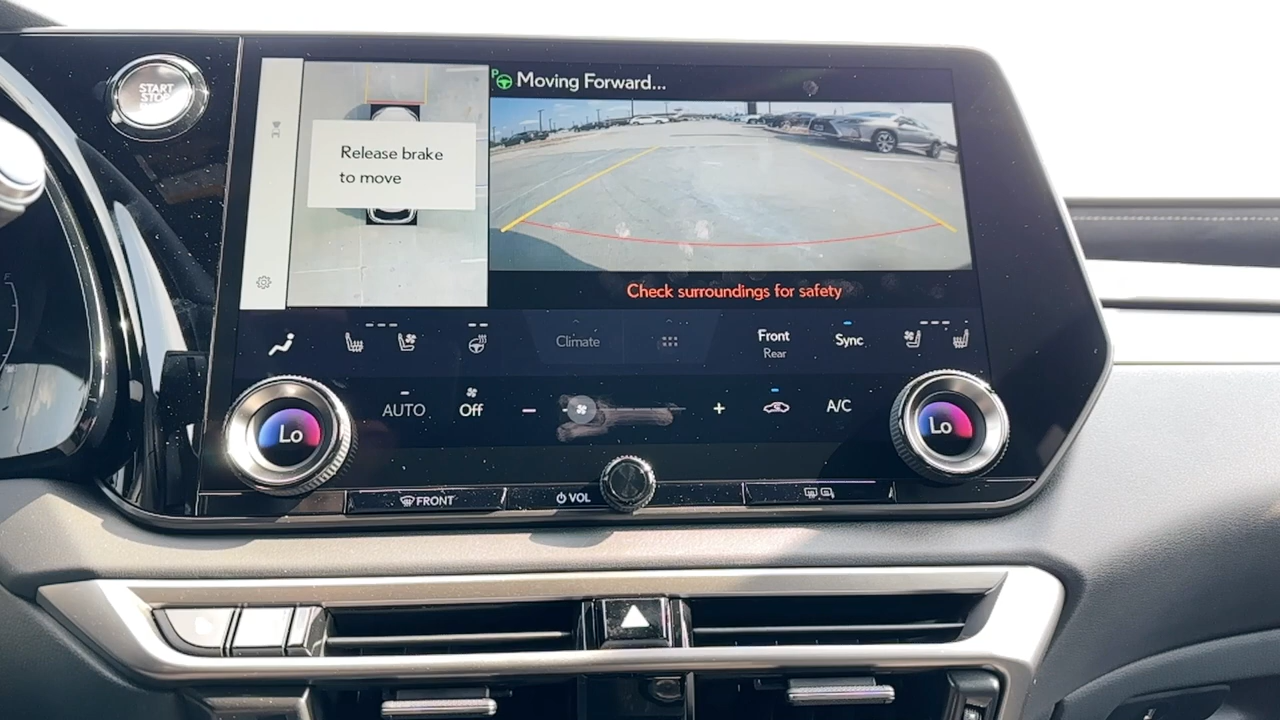 START
STOP
P
Moving Forward...
Release brake
to move
Check surroundings for safety
F
Climate
Front
Rear
Sync
AUTO
Off
A/C
Lo
Lo
FRONT
VOL